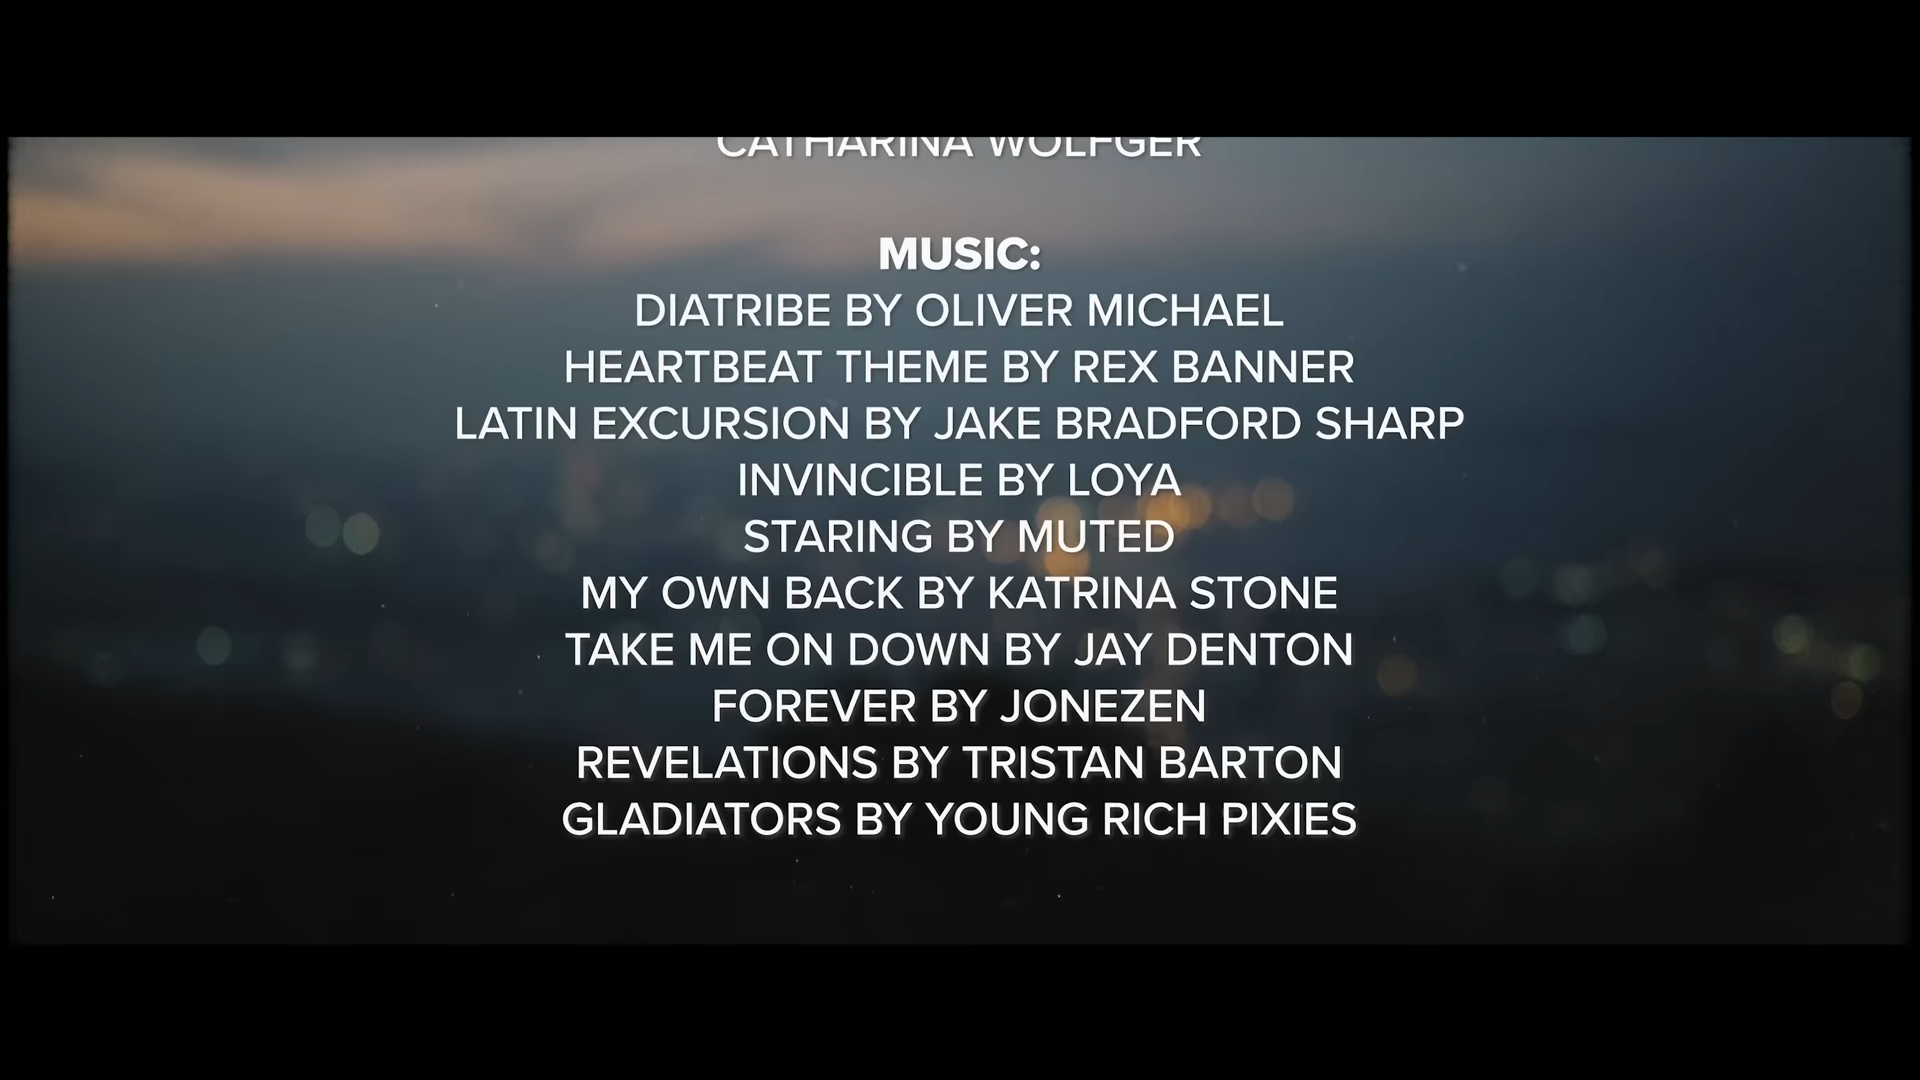 CATHARINA WOLFGER
MUSIC:
DIATRIBE BY OLIVER MICHAEL
HEARTBEAT THEME BY REX BANNER
LATIN EXCURSION BY JAKE BRADFORD SHARP
INVINCIBLE BY LOYA
STARING BY MUTED
MY OWN BACK BY KATRINA STONE
TAKE ME ON DOWN BY JAY DENTON
FOREVER BY JONEZEN
REVELATIONS BY TRISTAN BARTON
GLADIATORS BY YOUNG RICH PIXIES